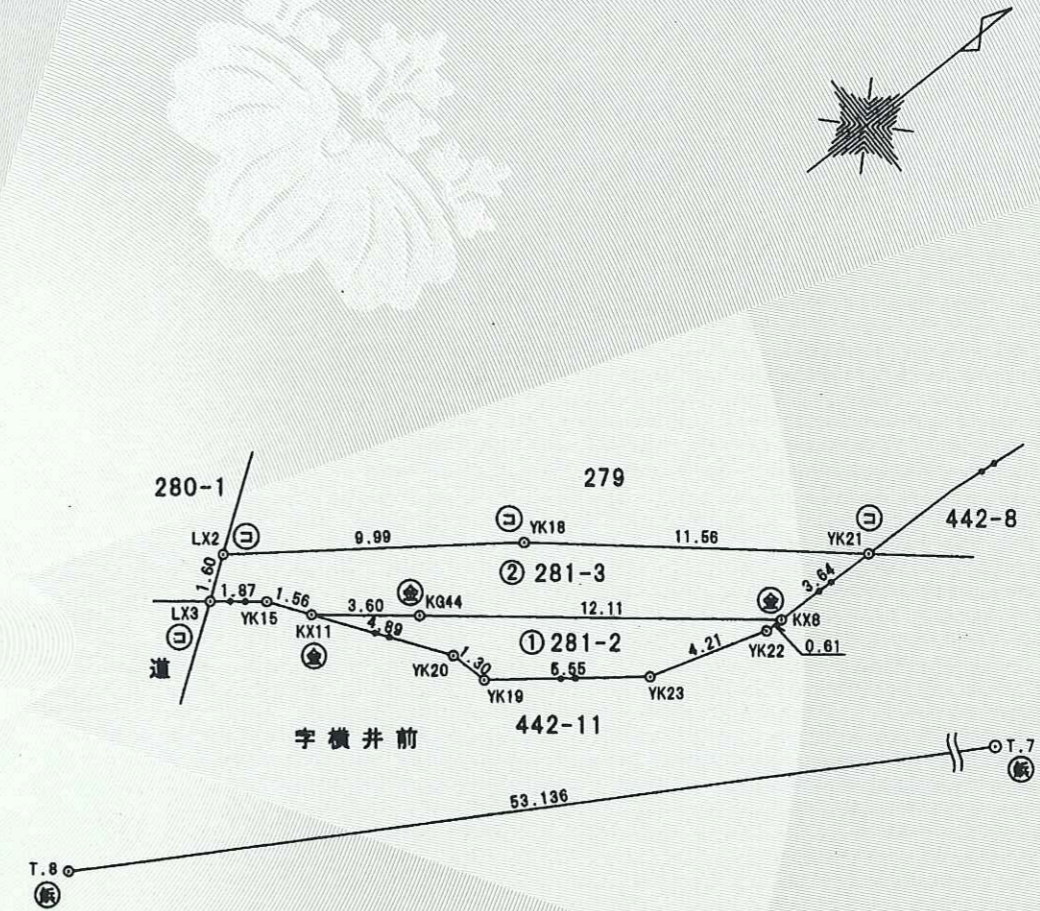 279
280-1
442-8
コ
YK18
コ
YK21
LX2
コ
9.99
11.56
② 281-3
3.64
1.60
1.87
1.56
金
KG44
金
LX3
YK15
3.60
12.11
KX8
コ
KX11
4.89
① 281-2
4.21
0.61
金
YK22
道
YK20
1.30
YK19
6.55
YK23
442-11
字横井前
T.7
鋲
53.136
T.8
鋲